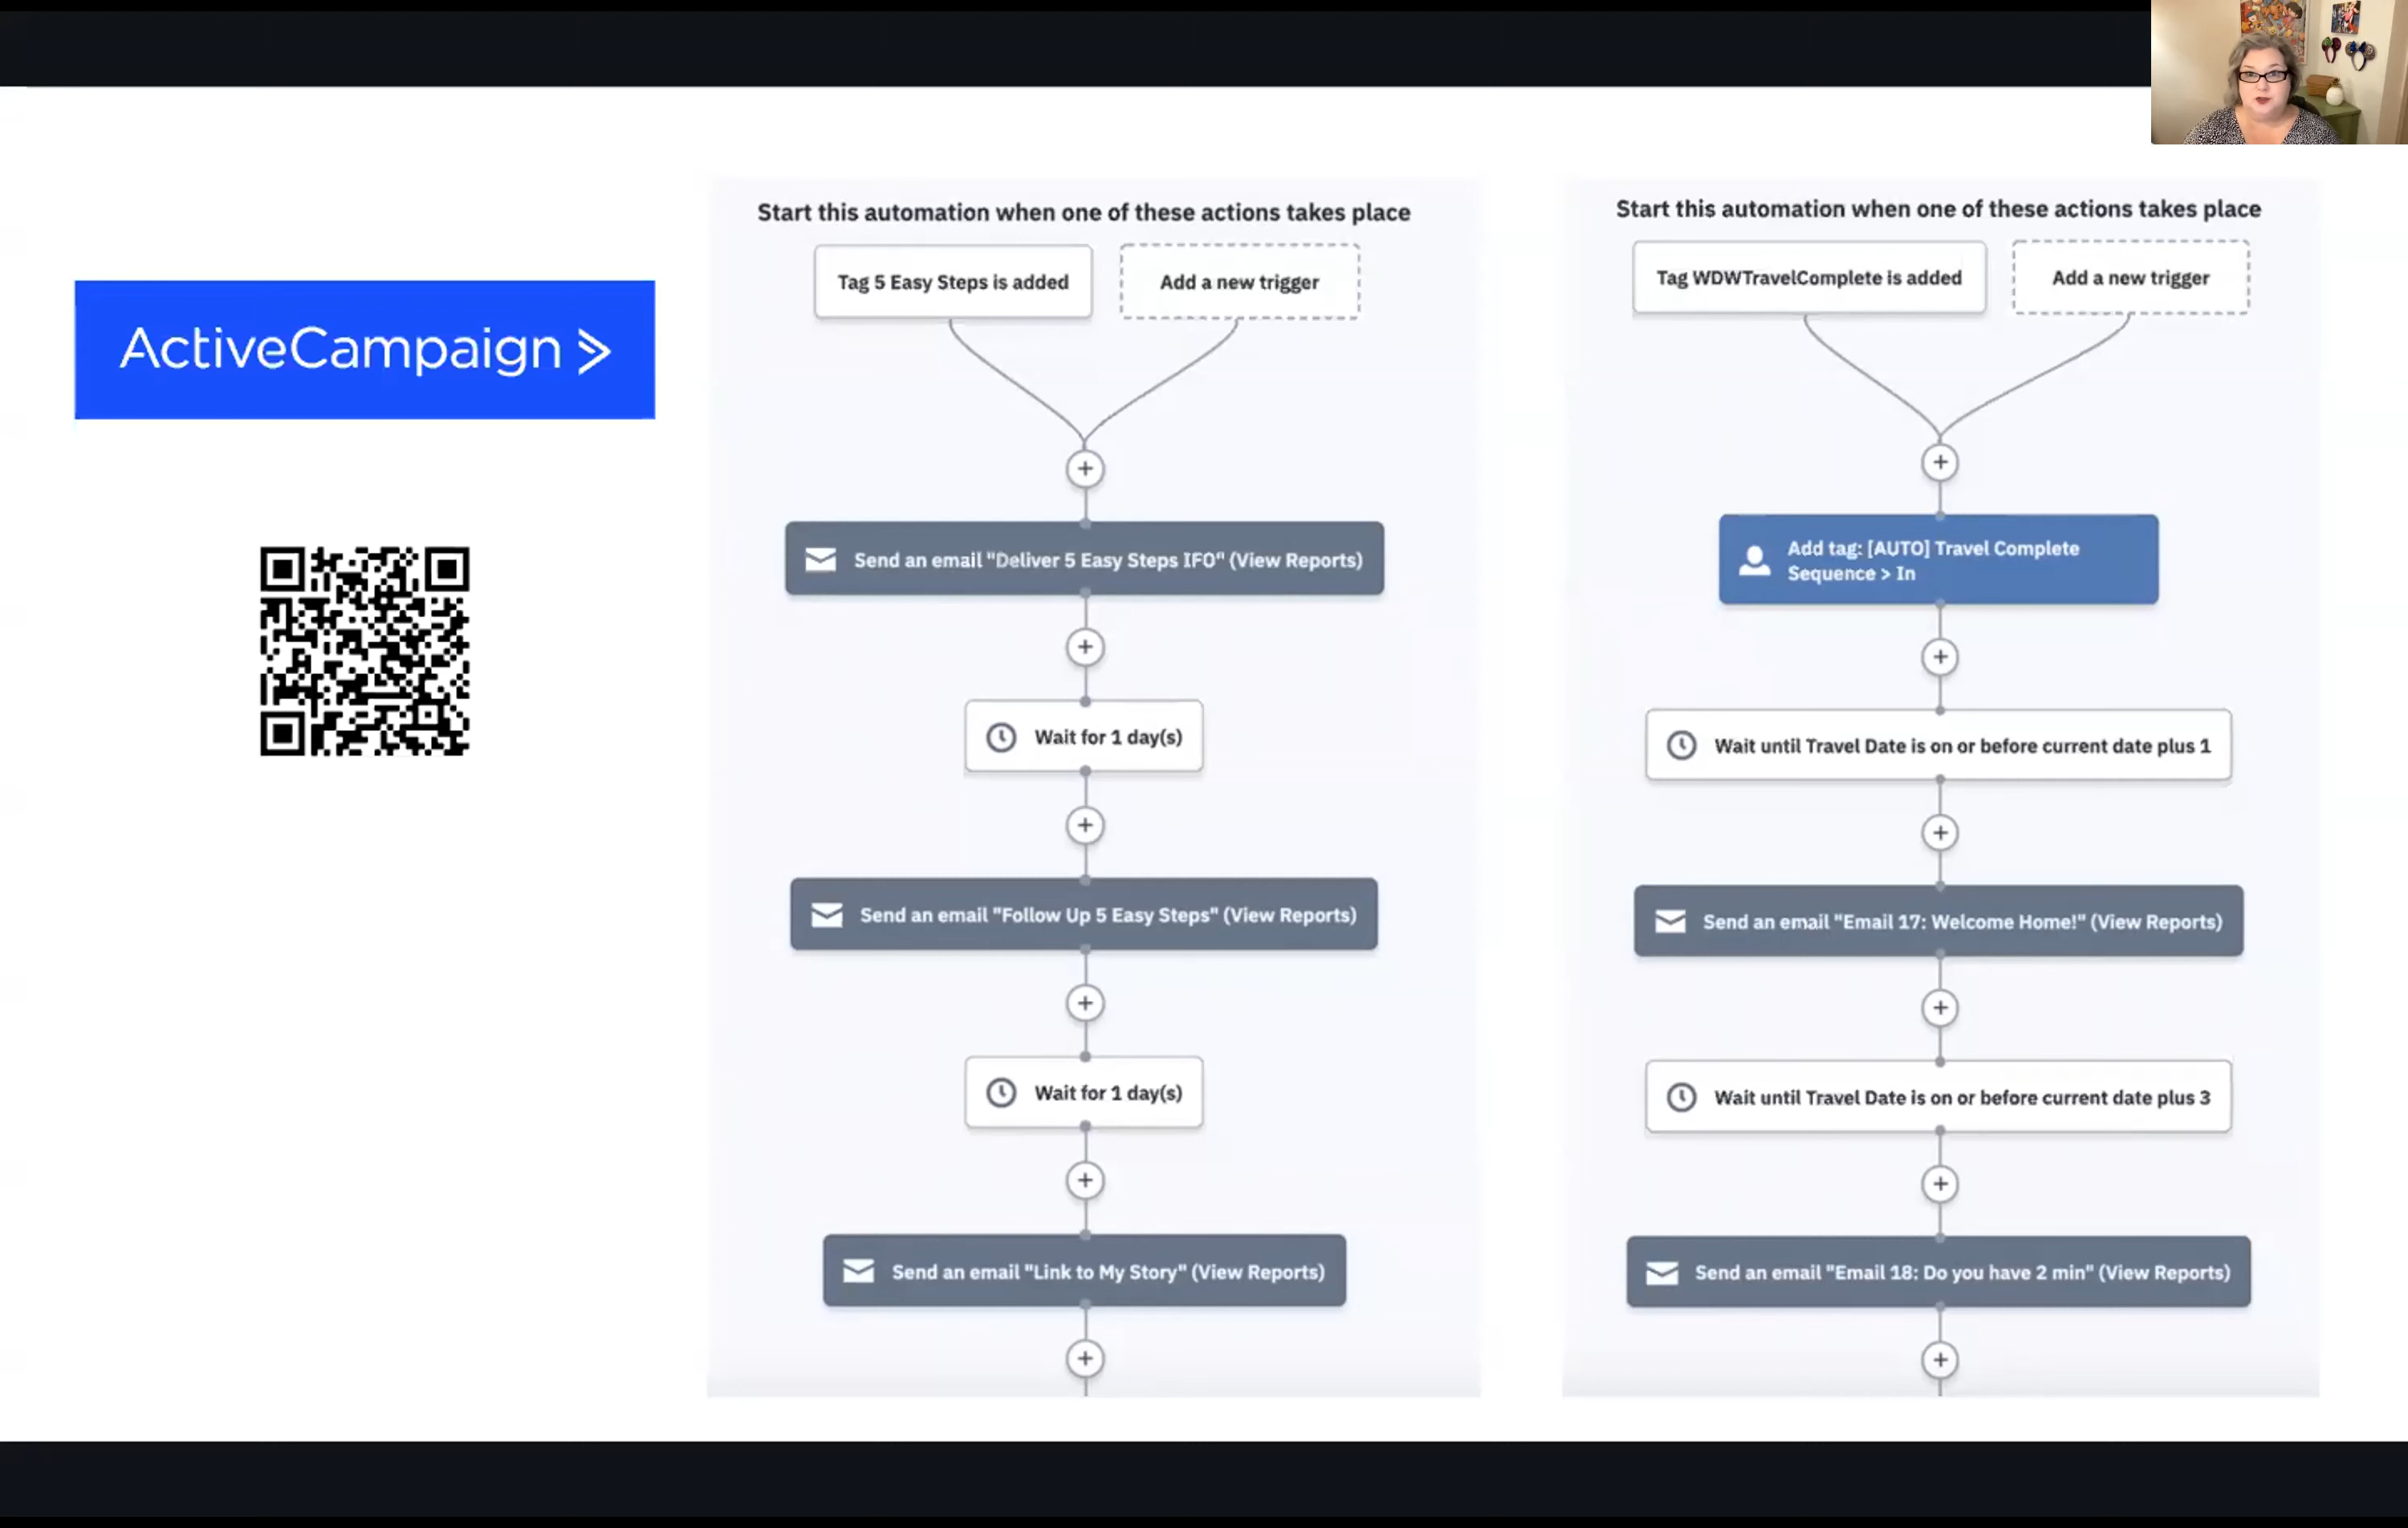 ActiveCampaign >
Start this automation when one of these actions takes place
Tag 5 Easy Steps is added
Add a new trigger
Send an email "Deliver 5 Easy Steps IFO" (View Reports)
Wait for 1 day(s)
Send an email "Follow Up 5 Easy Steps" (View Reports)
Wait for 1 day(s)
Send an email "Link to My Story" (View Reports)
Start this automation when one of these actions takes place
Tag WDWTravelComplete is added
Add a new trigger
Add tag: [AUTO] Travel Complete
Sequence > In
Wait until Travel Date is on or before current date plus 1
Send an email "Email 17: Welcome Home!" (View Reports)
Wait until Travel Date is on or before current date plus 3
Send an email "Email 18: Do you have 2 min" (View Reports)